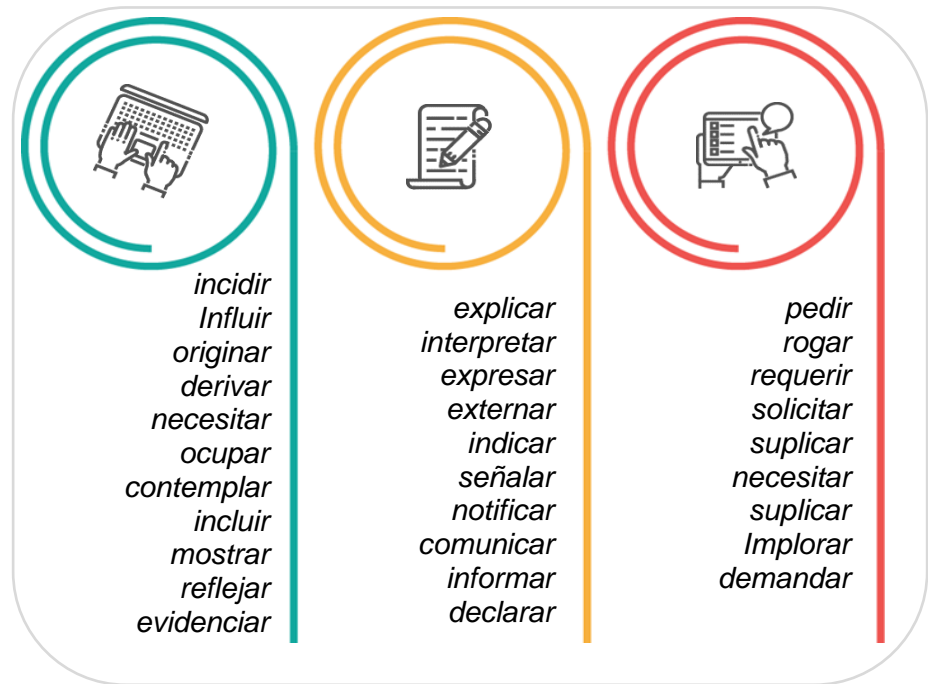 incidir
Influir
originar
derivar
necesitar
ocupar
contemplar
incluir
mostrar
reflejar
evidenciar
explicar
interpretar
expresar
externar
indicar
señalar
notificar
comunicar
informar
declarar
pedir
rogar
requerir
solicitar
suplicar
necesitar
suplicar
Implorar
demandar